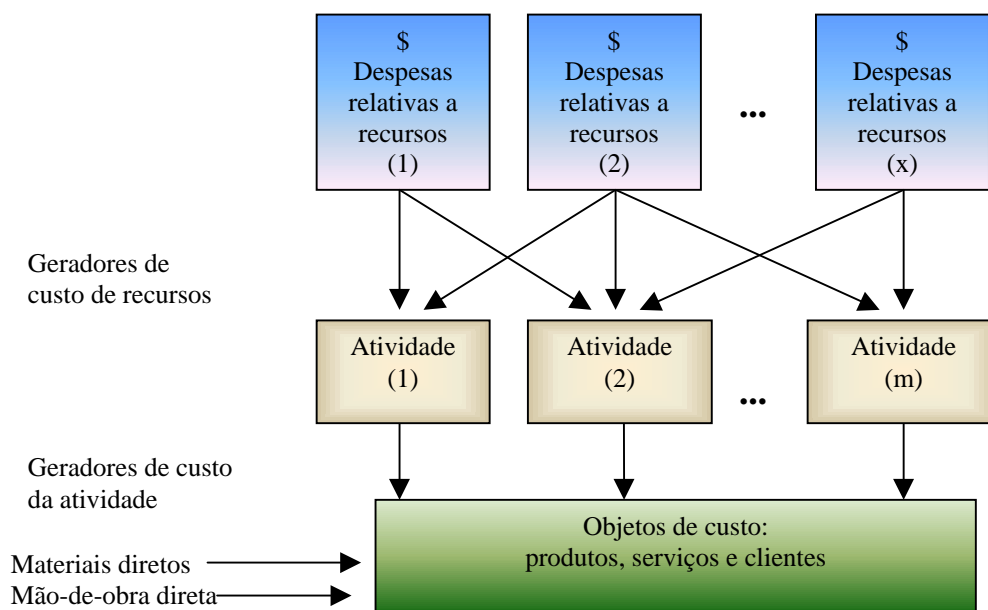 $
Despesas
relativas a
recursos
(1)
$
Despesas
relativas a
recursos
(2)
...
$
Despesas
relativas a
recursos
(x)
Geradores de
custo de recursos
Atividade
(1)
Atividade
(2)
...
Atividade
(m)
Geradores de custo
da atividade
Objetos de custo:
produtos, serviços e clientes
Materiais diretos
Mão-de-obra direta